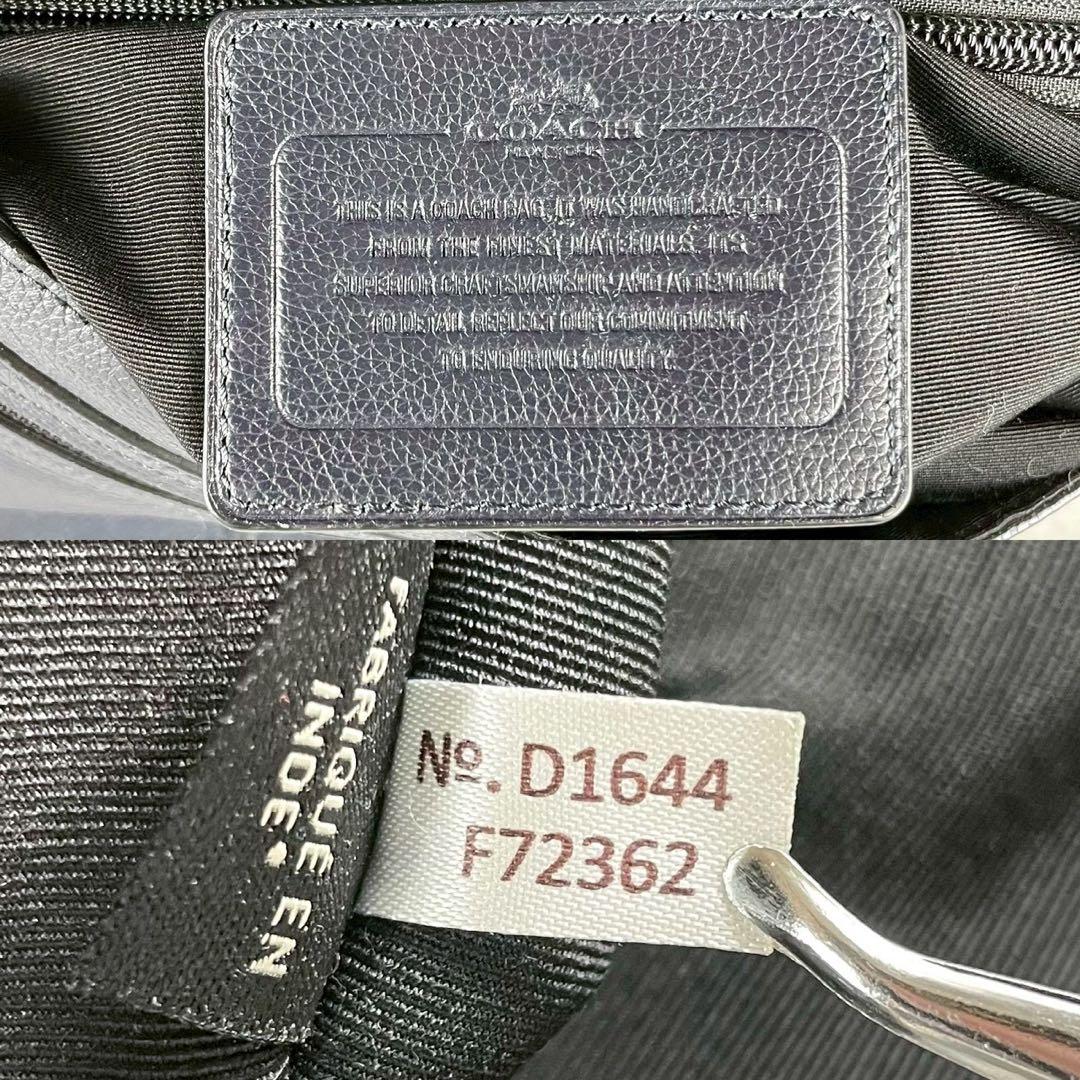 COACH
NEW YORK
THIS IS A COACH BAG. IT WAS HANDCRAFTED
FROM THE FINEST MATERIALS. ITS
SUPERIOR CRAFTSMANSHIP AND ATTENTION
TO DETAIL REFLECT OUR COMMITMENT
TO ENDURING QUALITY.
FABRIQUE EN
INDE.
Nº. D1644
F72362